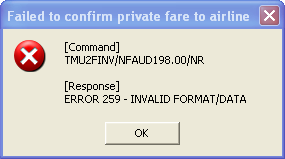 Failed to confirm private fare to airline
[Command]
TMU2FINV/NFAUD198.00/NR
[Response]
ERROR 259 - INVALID FORMAT/DATA
OK